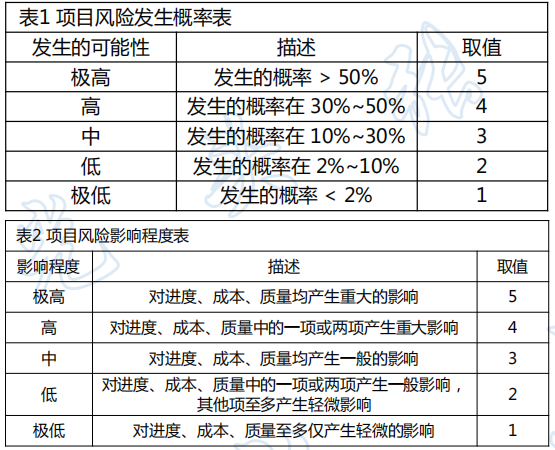 表1 项目风险发生概率表
发生的可能性 描述 取值
极高 发生的概率 > 50% 5
高 发生的概率在 30%~50% 4
中 发生的概率在 10%~30% 3
低 发生的概率在 2%~10% 2
极低 发生的概率 < 2% 1
表2 项目风险影响程度表
影响程度 描述 取值
极高 对进度、成本、质量均产生重大的影响 5
高 对进度、成本、质量中的一项或两项产生重大影响 4
中 对进度、成本、质量均产生一般的影响 3
低 对进度、成本、质量中的一项或两项产生一般影响， 2
其他项至多产生轻微影响
极低 对进度、成本、质量至多仅产生轻微的影响 1